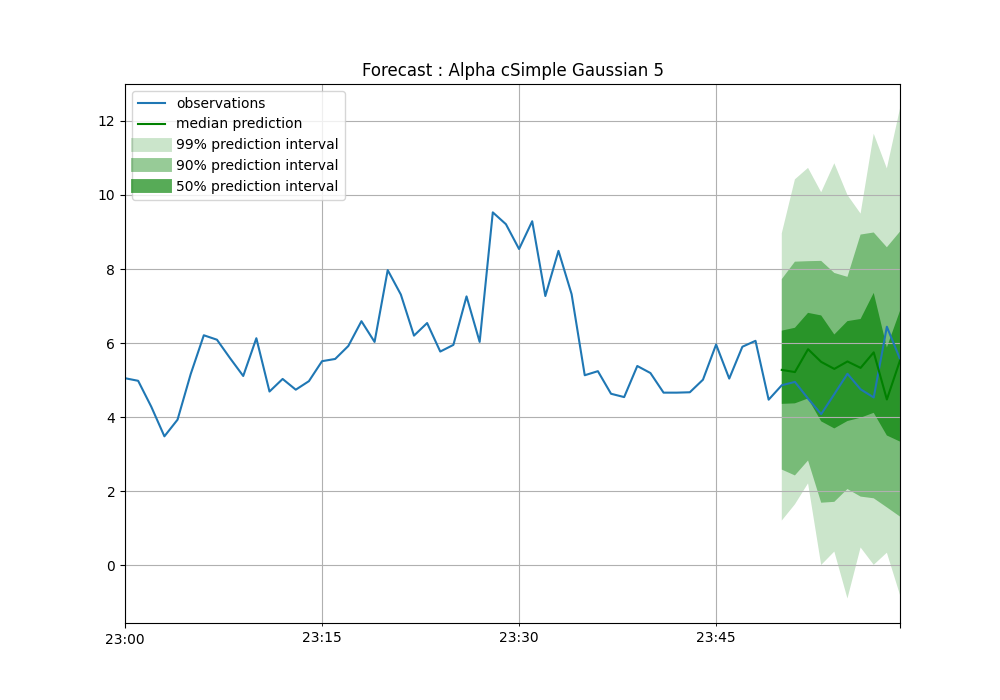 Forecast : Alpha cSimple Gaussian 5
observations
median prediction
99% prediction interval
90% prediction interval
50% prediction interval
12
10
8
6
4
2
0
23:00 23:15 23:30 23:45